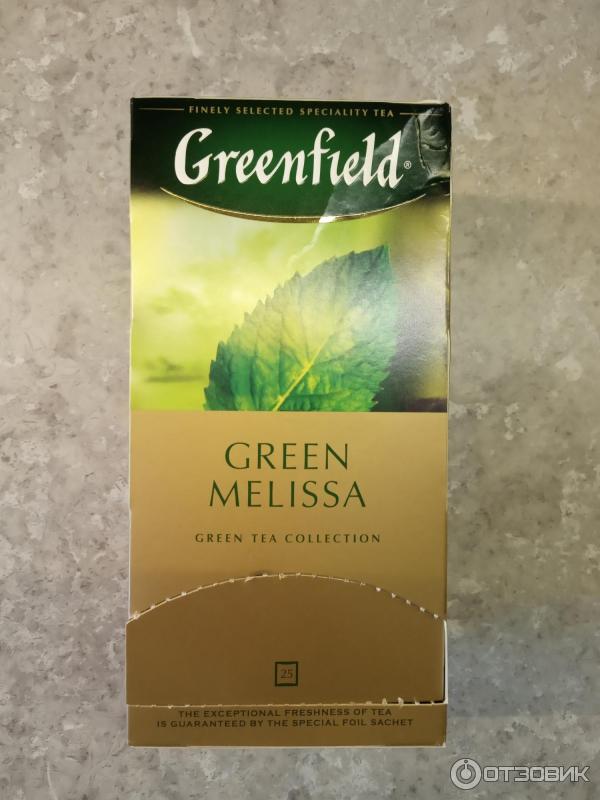 FINELY SELECTED SPECIALITY TEA
Greenfield®
GREEN
MELISSA
GREEN TEA COLLECTION
25
THE EXCEPTIONAL FRESHNESS OF TEA
IS GUARANTEED BY THE SPECIAL FOIL SACHET
ОТЗОВИК